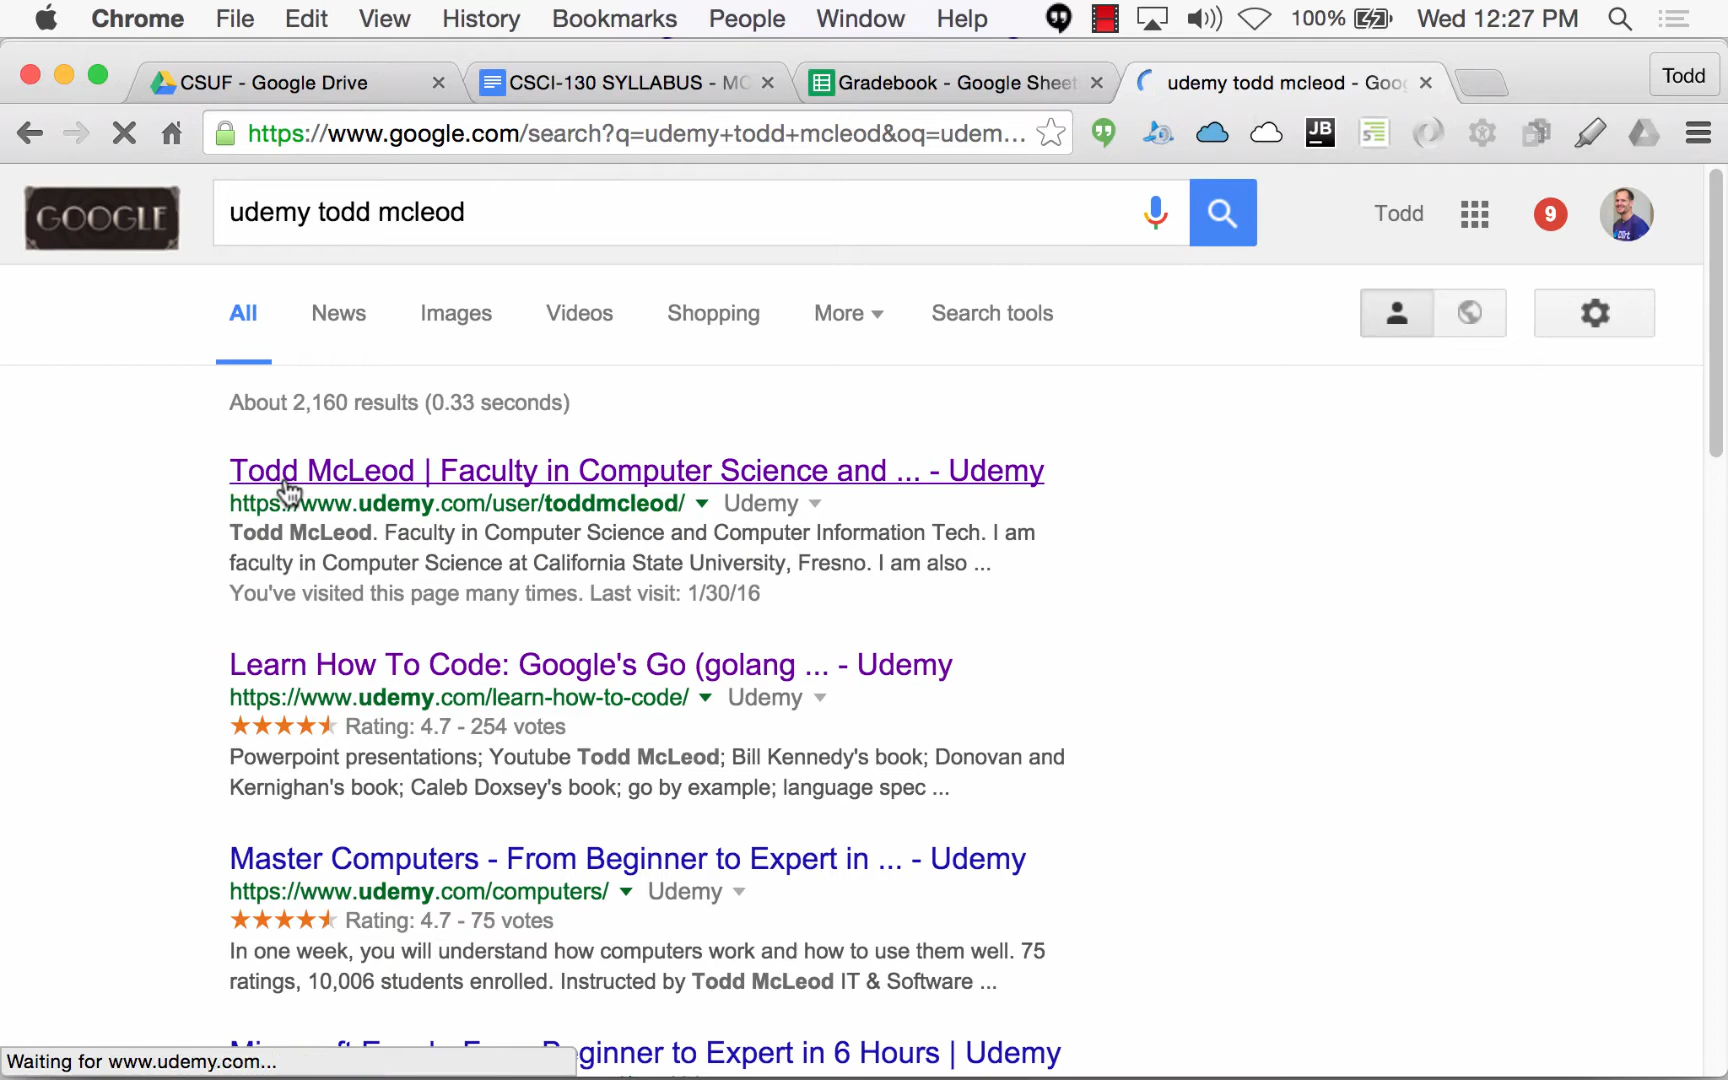 Chrome File Edit View History Bookmarks People Window Help 100% Wed 12:27 PM
CSUF - Google Drive CSCI-130 SYLLABUS - MC Gradebook - Google Sheet udemy todd mcleod - Goo Todd
https://www.google.com/search?q=udemy+todd+mcleod&oq=udem... JB
GOOGLE udemy todd mcleod Todd 9
All News Images Videos Shopping More Search tools
About 2,160 results (0.33 seconds)
Todd McLeod | Faculty in Computer Science and ... - Udemy
https://www.udemy.com/user/toddmcleod/ Udemy
Todd McLeod. Faculty in Computer Science and Computer Information Tech. I am
faculty in Computer Science at California State University, Fresno. I am also ...
You've visited this page many times. Last visit: 1/30/16
Learn How To Code: Google's Go (golang ... - Udemy
https://www.udemy.com/learn-how-to-code/ Udemy
Rating: 4.7 - 254 votes
Powerpoint presentations; Youtube Todd McLeod; Bill Kennedy's book; Donovan and
Kernighan's book; Caleb Doxsey's book; go by example; language spec ...
Master Computers - From Beginner to Expert in ... - Udemy
https://www.udemy.com/computers/ Udemy
Rating: 4.7 - 75 votes
In one week, you will understand how computers work and how to use them well. 75
ratings, 10,006 students enrolled. Instructed by Todd McLeod IT & Software ...
ginner to Expert in 6 Hours | Udemy
Waiting for www.udemy.com...